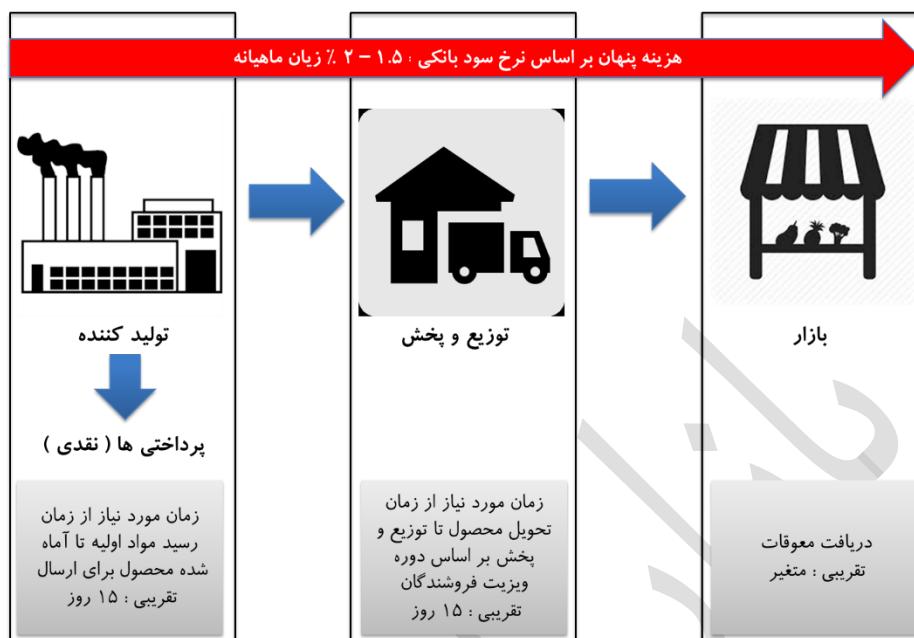 هزینه پنهان بر اساس نرخ سود بانکی : ۱.۵ – ۲ ٪ زیان ماهیانه
تولید کننده
توزیع و پخش
بازار
پرداختی ها ( نقدی )
زمان مورد نیاز از زمان
رسید مواد اولیه تا آماه
شده محصول برای ارسال
تقریبی : ۱۵ روز
زمان مورد نیاز از زمان
تحویل محصول تا توزیع و
پخش بر اساس دوره
ویزیت فروشندگان
تقریبی : ۱۵ روز
دریافت معوقات
تقریبی : متغیر